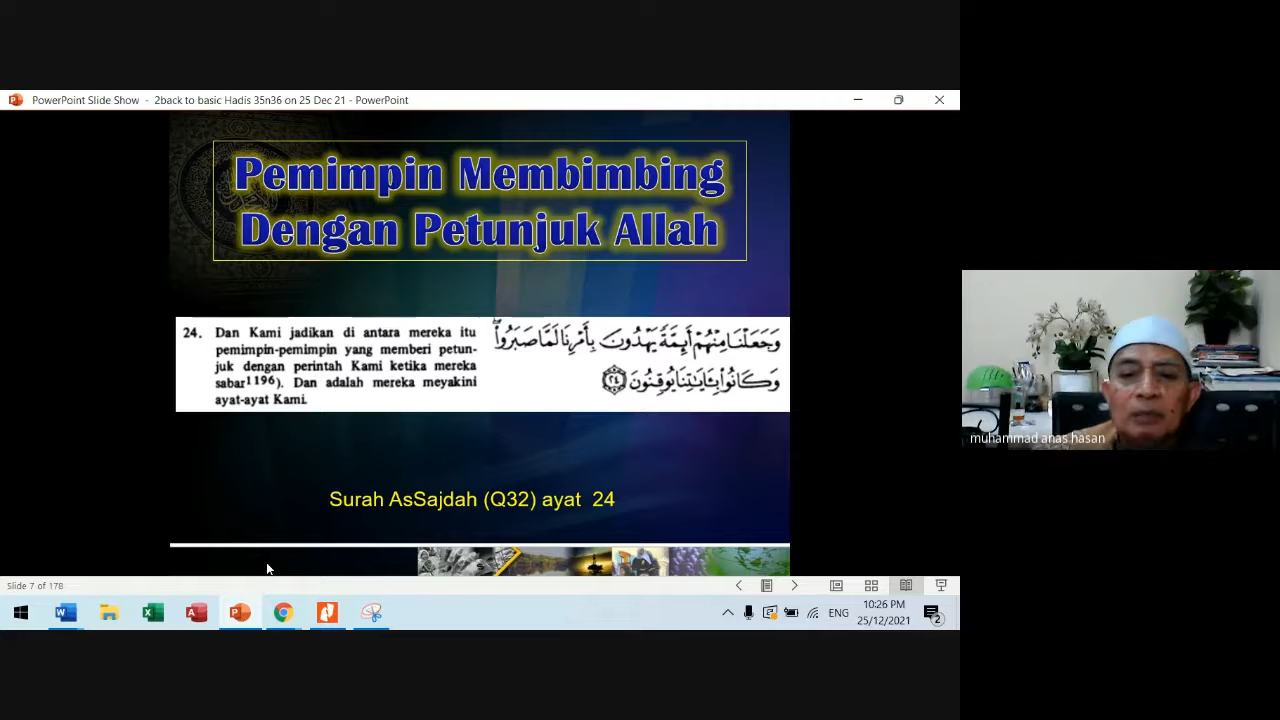 PowerPoint Slide Show - 2back to basic Hadis 35n36 on 25 Dec 21 - PowerPoint
Pemimpin Membimbing
Dengan Petunjuk Allah
24. Dan Kami jadikan di antara mereka itu
pemimpin-pemimpin yang memberi petun-
juk dengan perintah Kami ketika mereka
sabar1196). Dan adalah mereka meyakini
ayat-ayat Kami.
وَجَعَلْنَا مِنْهُمْ أَئِمَّةً يَهْدُونَ بِأَمْرِنَا لَمَّا صَبَرُوا۟ ۖ
وَكَانُوا۟ بِـَٔايَـٰتِنَا يُوقِنُونَ ٢٤
Surah AsSajdah (Q32) ayat 24
muhammad anas hasan
Slide 7 of 178
ENG
10:26 PM
25/12/2021
2